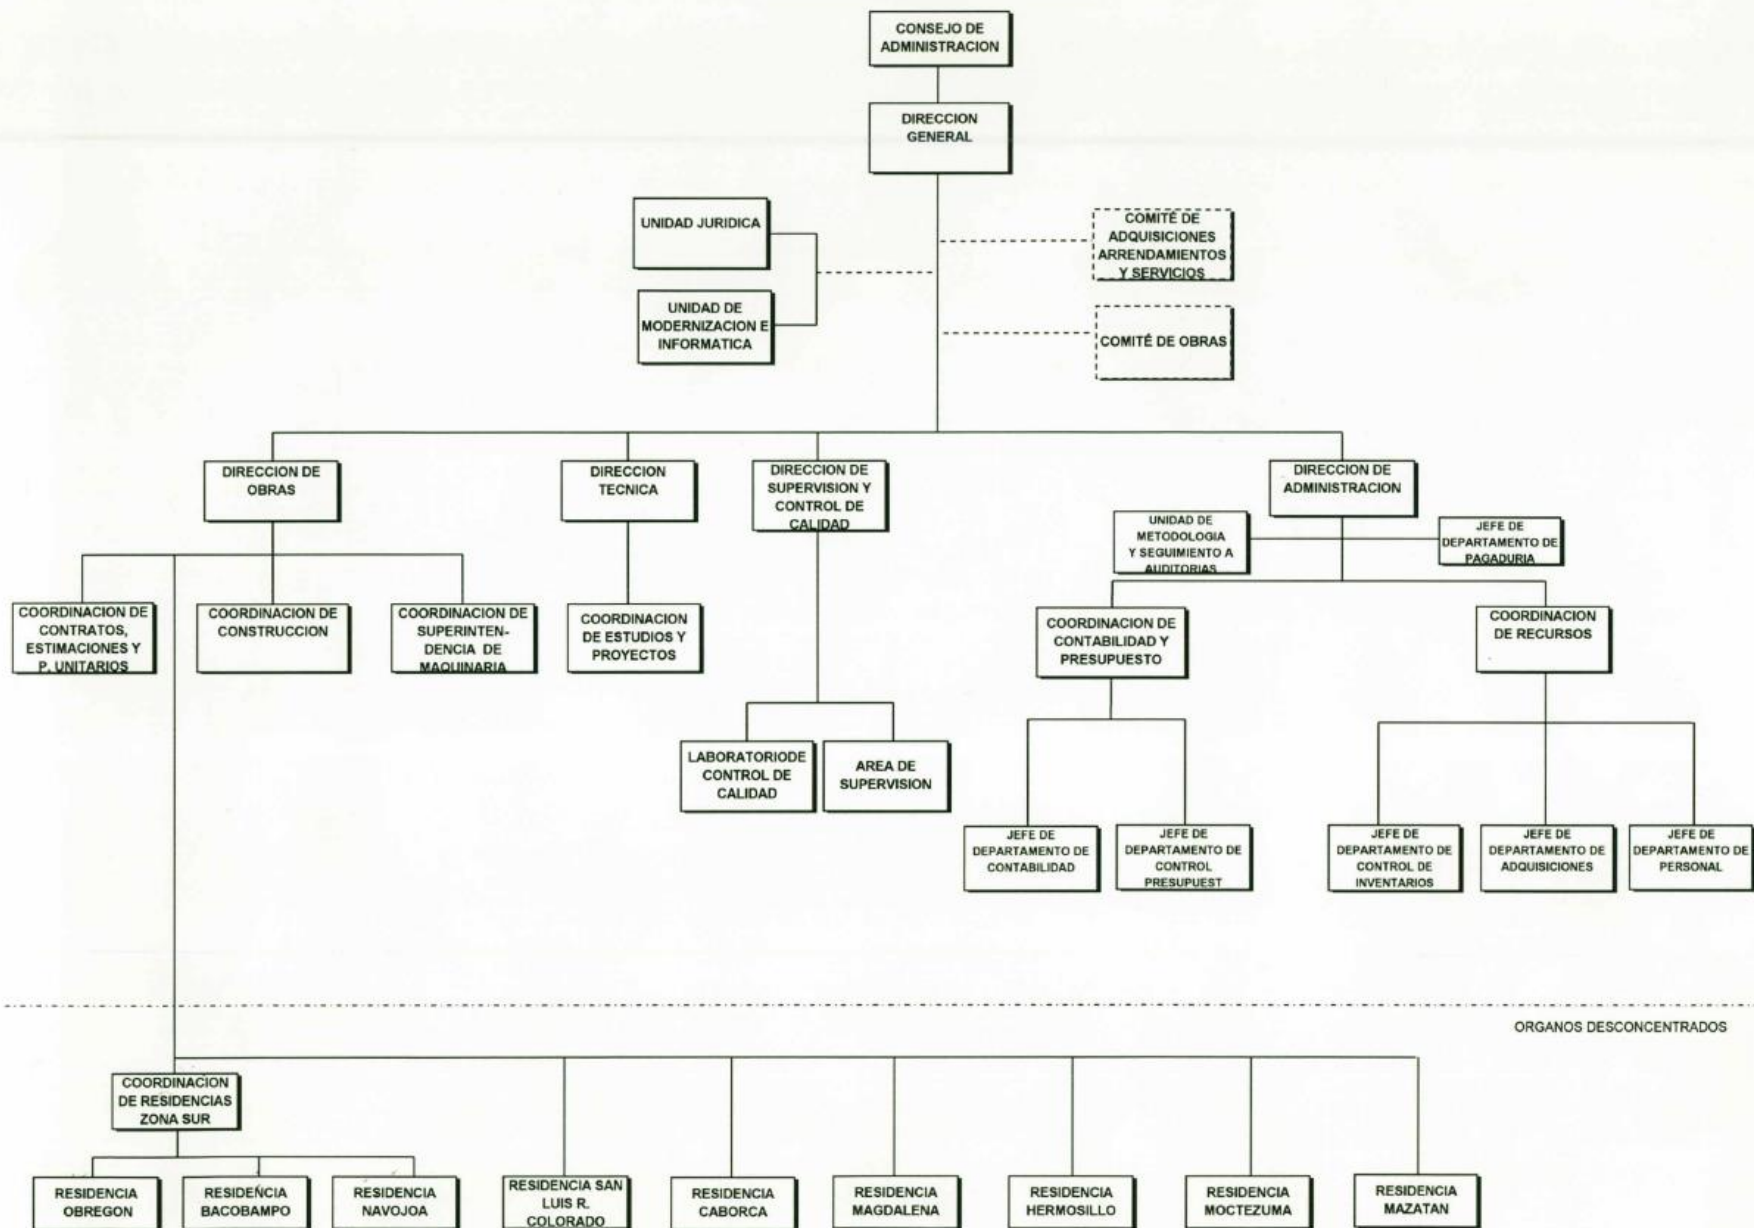 CONSEJO DE
ADMINISTRACION
DIRECCION
GENERAL
UNIDAD JURIDICA
COMITÉ DE
ADQUISICIONES
ARRENDAMIENTOS
Y SERVICIOS
UNIDAD DE
MODERNIZACION E
INFORMATICA
COMITÉ DE OBRAS
DIRECCION DE
OBRAS
DIRECCION
TECNICA
DIRECCION DE
SUPERVISION Y
CONTROL DE
CALIDAD
DIRECCION DE
ADMINISTRACION
UNIDAD DE
METODOLOGIA
Y SEGUIMIENTO A
AUDITORIAS
JEFE DE
DEPARTAMENTO DE
PAGADURIA
COORDINACION DE
CONTRATOS,
ESTIMACIONES Y
P. UNITARIOS
COORDINACION DE
CONSTRUCCION
COORDINACION DE
SUPERINTEN-
DENCIA DE
MAQUINARIA
COORDINACION
DE ESTUDIOS Y
PROYECTOS
COORDINACION DE
CONTABILIDAD Y
PRESUPUESTO
COORDINACION
DE RECURSOS
LABORATORIODE
CONTROL DE
CALIDAD
AREA DE
SUPERVISION
JEFE DE
DEPARTAMENTO DE
CONTABILIDAD
JEFE DE
DEPARTAMENTO DE
CONTROL
PRESUPUEST
JEFE DE
DEPARTAMENTO DE
CONTROL DE
INVENTARIOS
JEFE DE
DEPARTAMENTO DE
ADQUISICIONES
JEFE DE
DEPARTAMENTO DE
PERSONAL
ORGANOS DESCONCENTRADOS
COORDINACION
DE RESIDENCIAS
ZONA SUR
RESIDENCIA
OBREGON
RESIDENCIA
BACOBAMPO
RESIDENCIA
NAVOJOA
RESIDENCIA SAN
LUIS R.
COLORADO
RESIDENCIA
CABORCA
RESIDENCIA
MAGDALENA
RESIDENCIA
HERMOSILLO
RESIDENCIA
MOCTEZUMA
RESIDENCIA
MAZATAN